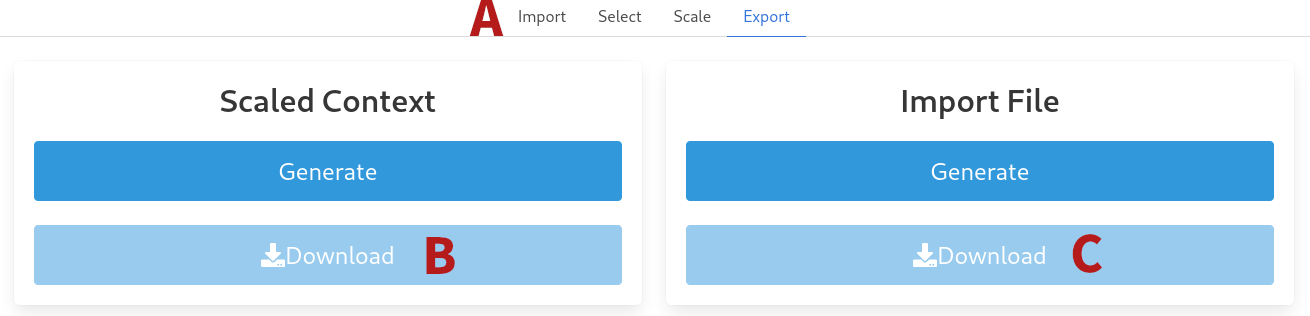 A Import Select Scale Export
Scaled Context
Generate
Download B
Import File
Generate
Download C